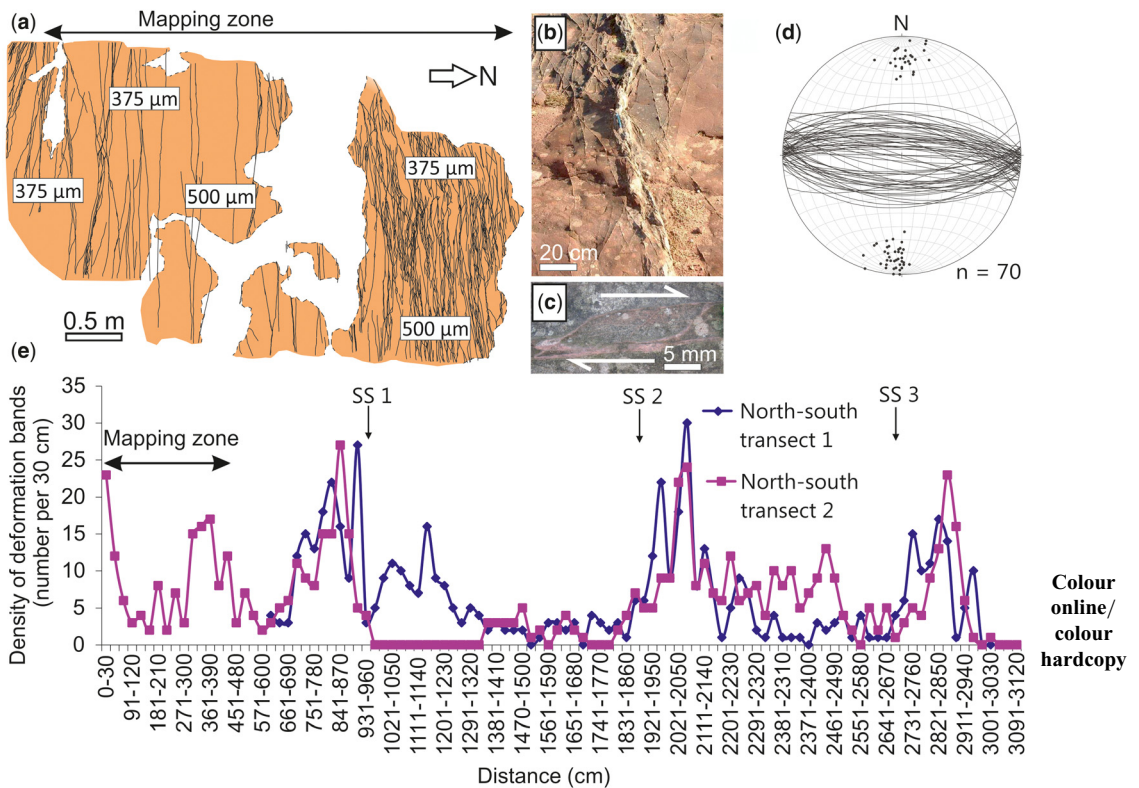 (a)
Mapping zone
N
375 µm
375 µm
375 µm
500 µm
500 µm
0.5 m
(b)
20 cm
(c)
5 mm
(d)
N
n = 70
(e)
Density of deformation bands
(number per 30 cm)
35
30
25
20
15
10
5
0
Mapping zone
SS 1
SS 2
SS 3
North-south
transect 1
North-south
transect 2
0-30
91-120
181-210
271-300
361-390
451-480
571-600
661-690
751-780
841-870
931-960
1021-1050
1111-1140
1201-1230
1291-1320
1381-1410
1470-1500
1561-1590
1651-1680
1741-1770
1831-1860
1921-1950
2021-2050
2111-2140
2201-2230
2291-2320
2381-2310
2371-2400
2461-2490
2551-2580
2641-2670
2731-2760
2821-2850
2911-2940
3001-3030
3091-3120
Distance (cm)
Colour
online/
colour
hardcopy